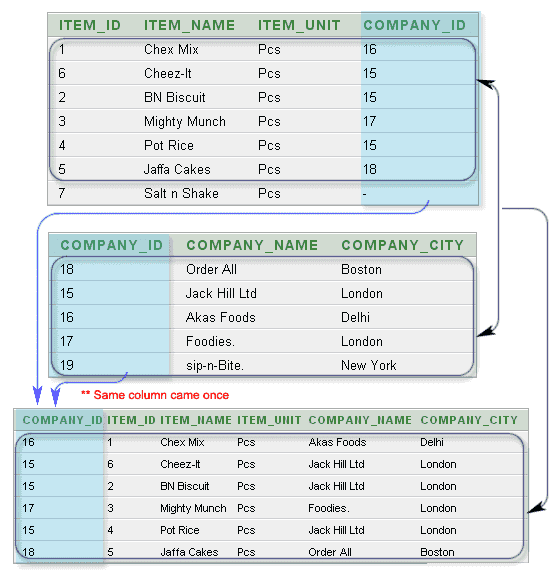 ITEM_ID ITEM_NAME ITEM_UNIT COMPANY_ID
1 Chex Mix Pcs 16
6 Cheez-It Pcs 15
2 BN Biscuit Pcs 15
3 Mighty Munch Pcs 17
4 Pot Rice Pcs 15
5 Jaffa Cakes Pcs 18
7 Salt n Shake Pcs -
COMPANY_ID COMPANY_NAME COMPANY_CITY
18 Order All Boston
15 Jack Hill Ltd London
16 Akas Foods Delhi
17 Foodies. London
19 sip-n-Bite. New York
** Same column came once
COMPANY_ID ITEM_ID ITEM_NAME ITEM_UNIT COMPANY_NAME COMPANY_CITY
16 1 Chex Mix Pcs Akas Foods Delhi
15 6 Cheez-It Pcs Jack Hill Ltd London
15 2 BN Biscuit Pcs Jack Hill Ltd London
17 3 Mighty Munch Pcs Foodies. London
15 4 Pot Rice Pcs Jack Hill Ltd London
18 5 Jaffa Cakes Pcs Order All Boston